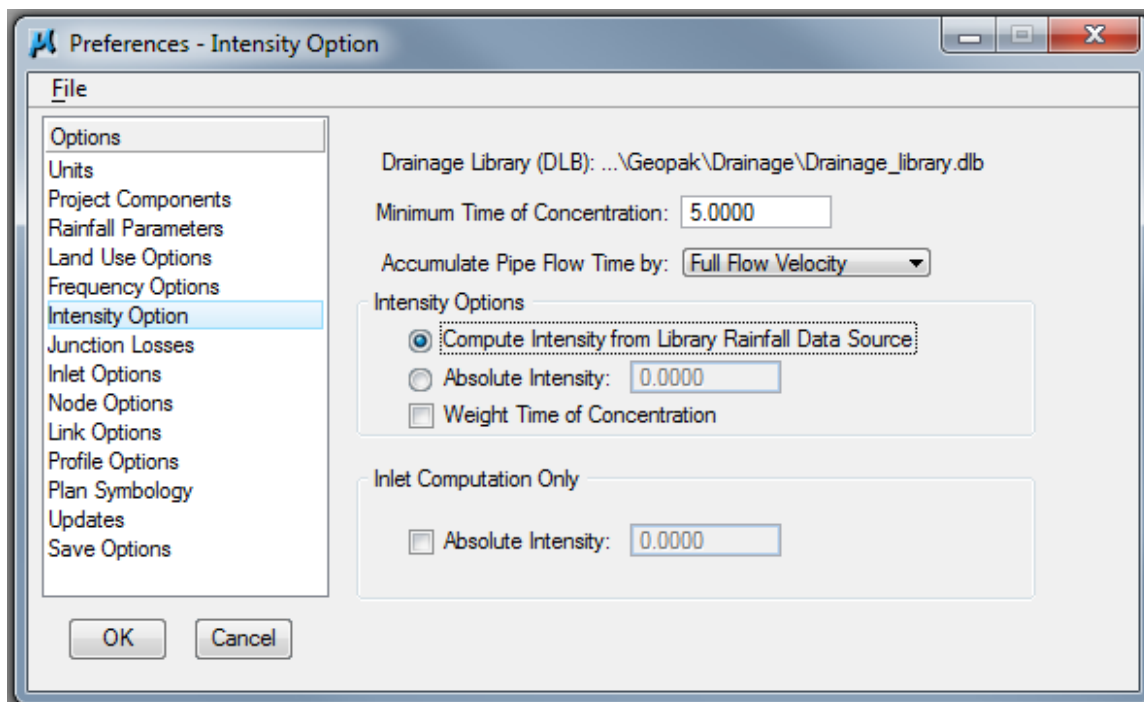 Preferences - Intensity Option
File
Options
Units
Project Components
Rainfall Parameters
Land Use Options
Frequency Options
Intensity Option
Junction Losses
Inlet Options
Node Options
Link Options
Profile Options
Plan Symbology
Updates
Save Options
Drainage Library (DLB): ...\Geopak\Drainage\Drainage_library.dlb
Minimum Time of Concentration: 5.0000
Accumulate Pipe Flow Time by: Full Flow Velocity
Intensity Options
Compute Intensity from Library Rainfall Data Source
Absolute Intensity: 0.0000
Weight Time of Concentration
Inlet Computation Only
Absolute Intensity: 0.0000
OK Cancel